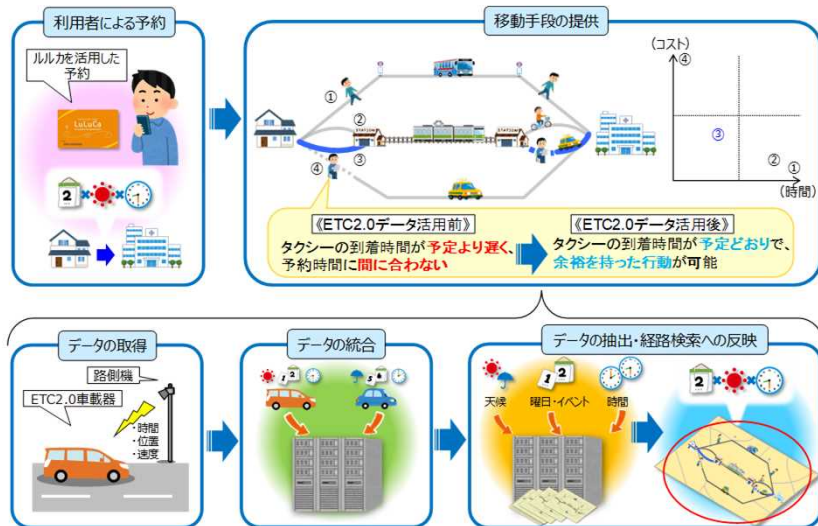 利用者による予約
ルルカを活用した
予約
LuLuCa
2
移動手段の提供
①
②
③
④
《ETC2.0データ活用前》
タクシーの到着時間が予定より遅く、
予約時間に間に合わない
《ETC2.0データ活用後》
タクシーの到着時間が予定どおりで、
余裕を持った行動が可能
(コスト)
④
③
②
①
(時間)
データの取得
路側機
ETC2.0車載器
・時間
・位置
・速度
データの統合
1 2
5
データの抽出・経路検索への反映
天候
1 2
曜日・イベント
時間
2